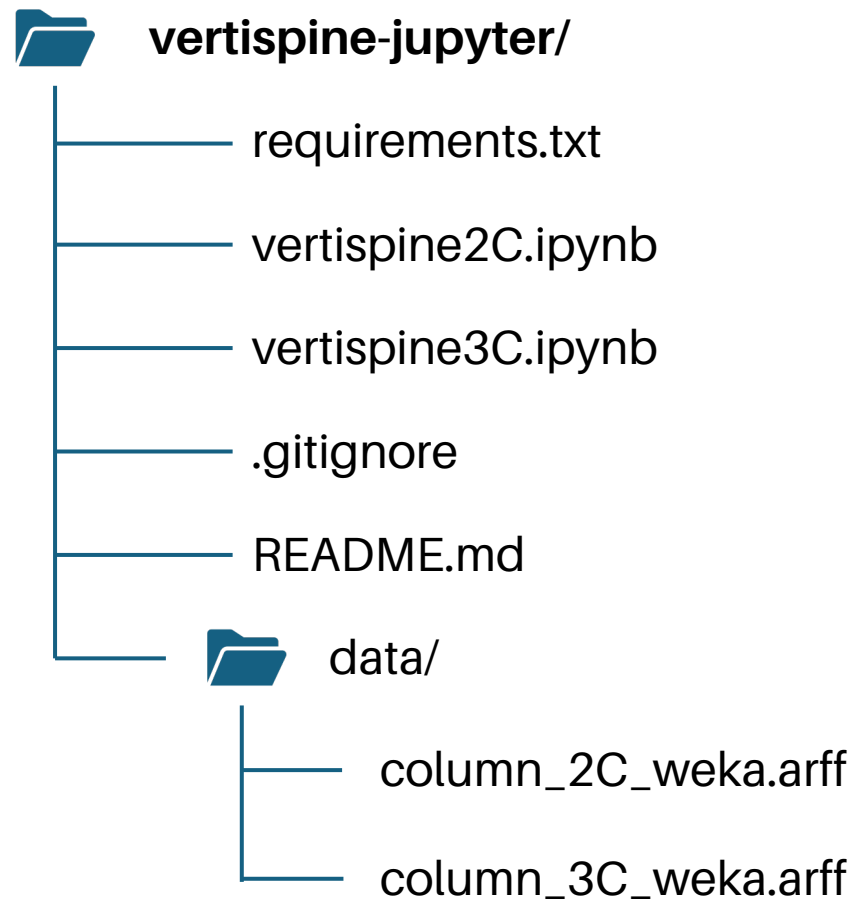 vertispine-jupyter/
requirements.txt
vertispine2C.ipynb
vertispine3C.ipynb
.gitignore
README.md
data/
column_2C_weka.arff
column_3C_weka.arff